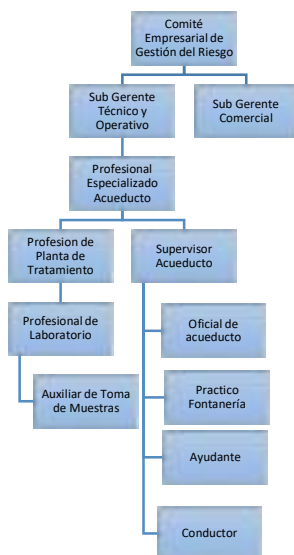 Comité
Empresarial de
Gestión del Riesgo
Sub Gerente
Técnico y
Operativo
Sub Gerente
Comercial
Profesional
Especializado
Acueducto
Profesion de
Planta de
Tratamiento
Supervisor
Acueducto
Profesional de
Laboratorio
Oficial de
acueducto
Auxiliar de Toma
de Muestras
Practico
Fontanería
Ayudante
Conductor